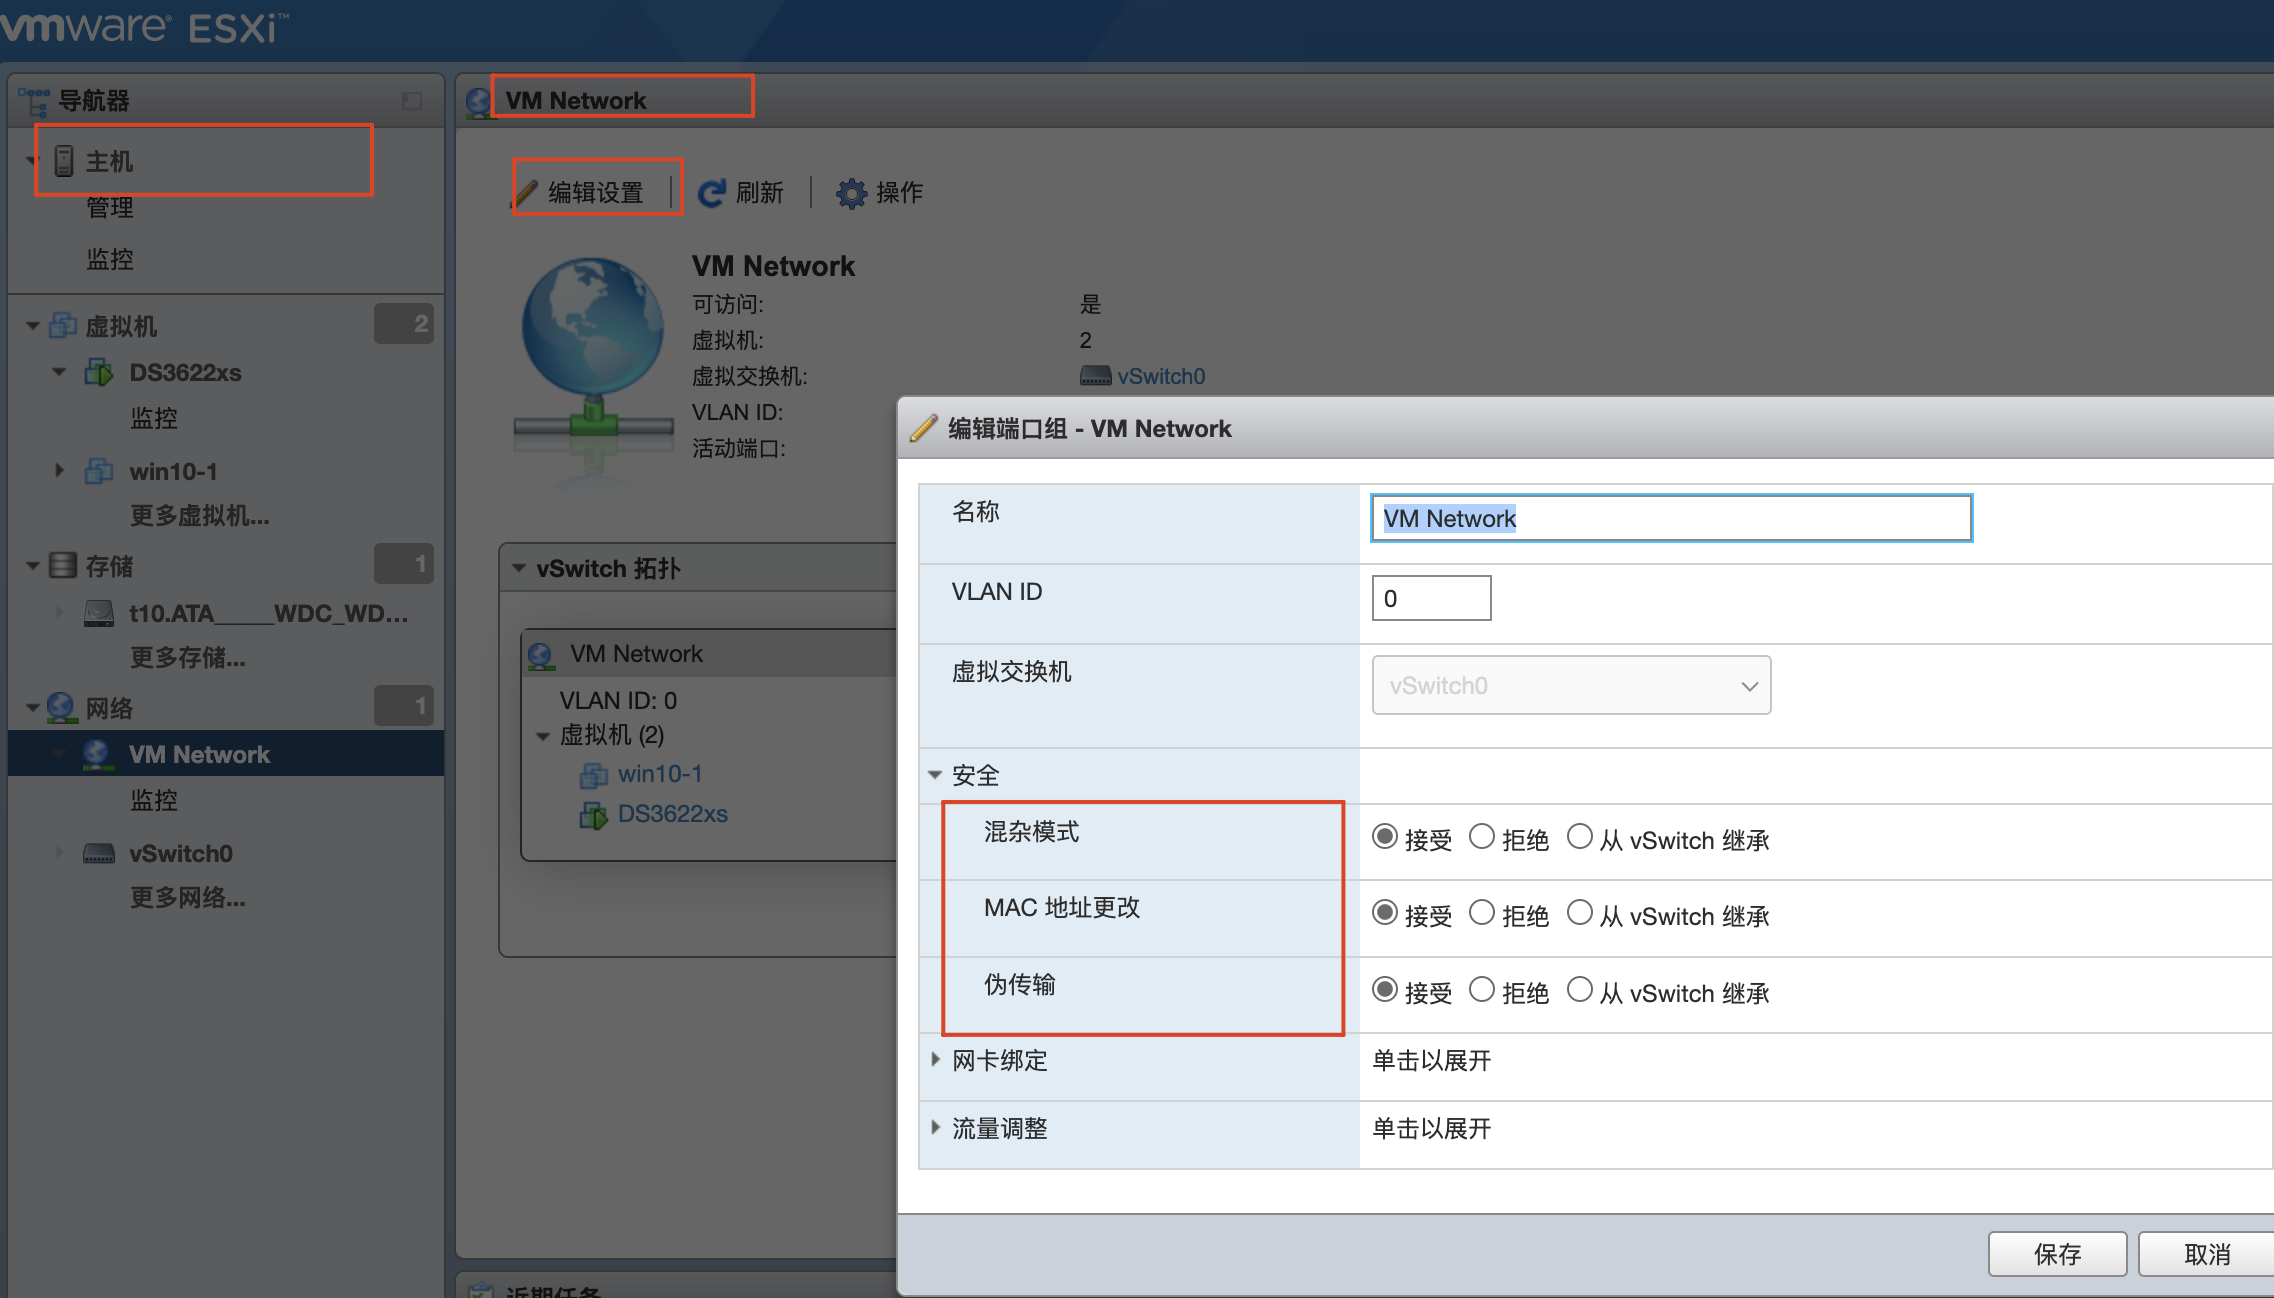 vmware® ESXi™
导航器
主机
管理
监控
虚拟机 2
DS3622xs
监控
win10-1
更多虚拟机...
存储 1
t10.ATA_____WDC_WD...
更多存储...
网络 1
VM Network
监控
vSwitch0
更多网络...
VM Network
编辑设置 刷新 操作
VM Network
可访问: 是
虚拟机: 2
虚拟交换机: vSwitch0
VLAN ID:
活动端口:
vSwitch 拓扑
VM Network
VLAN ID: 0
虚拟机 (2)
win10-1
DS3622xs
近期任务
编辑端口组 - VM Network
名称 VM Network
VLAN ID 0
虚拟交换机 vSwitch0
安全
混杂模式 接受 拒绝 从 vSwitch 继承
MAC 地址更改 接受 拒绝 从 vSwitch 继承
伪传输 接受 拒绝 从 vSwitch 继承
网卡绑定 单击以展开
流量调整 单击以展开
保存 取消